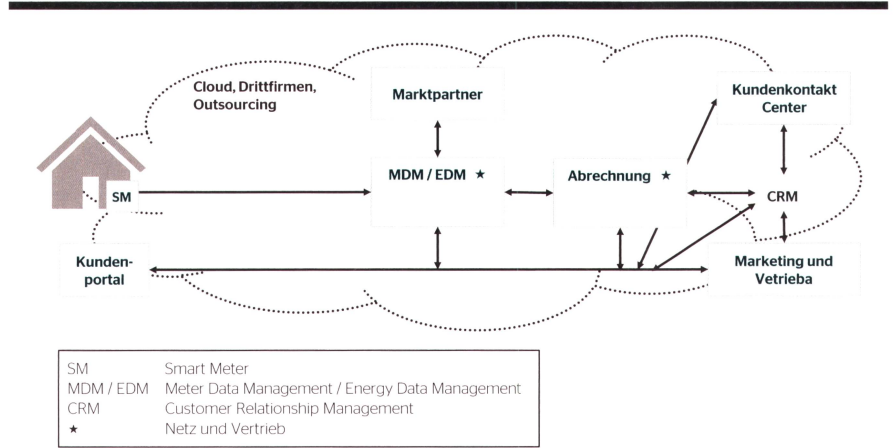 Cloud, Drittfirmen,
Outsourcing
Marktpartner
Kundenkontakt
Center
MDM / EDM ★
Abrechnung ★
SM
CRM
Kunden-
portal
Marketing und
Vetrieba
SM Smart Meter
MDM / EDM Meter Data Management / Energy Data Management
CRM Customer Relationship Management
★ Netz und Vertrieb